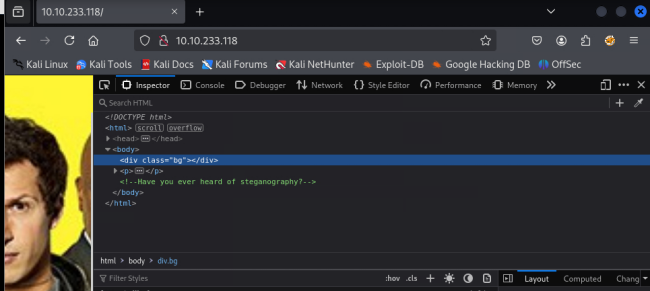 10.10.233.118/
10.10.233.118
Kali Linux Kali Tools Kali Docs Kali Forums Kali NetHunter Exploit-DB Google Hacking DB OffSec
Inspector Console Debugger Network {} Style Editor Performance Memory
Search HTML
<!DOCTYPE html>
<html> scroll overflow
<head> </head>
<body>
<div class="bg"></div>
<p> </p>
<!--Have you ever heard of steganography?-->
</body>
</html>
html > body > div.bg
Filter Styles :hov .cls Layout Computed Chang